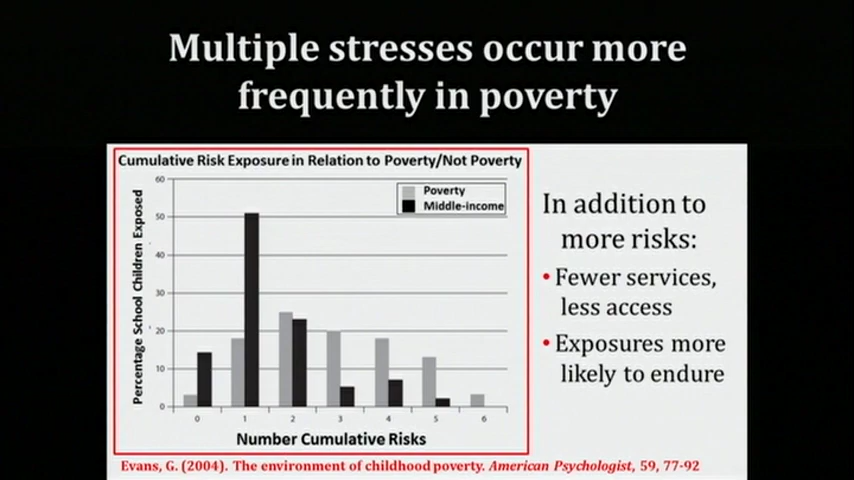 Multiple stresses occur more
frequently in poverty
Cumulative Risk Exposure in Relation to Poverty/Not Poverty
Percentage School Children Exposed
60
50
40
30
20
10
0
Poverty
Middle-income
0 1 2 3 4 5 6
Number Cumulative Risks
In addition to
more risks:
• Fewer services,
less access
• Exposures more
likely to endure
Evans, G. (2004). The environment of childhood poverty. American Psychologist, 59, 77-92